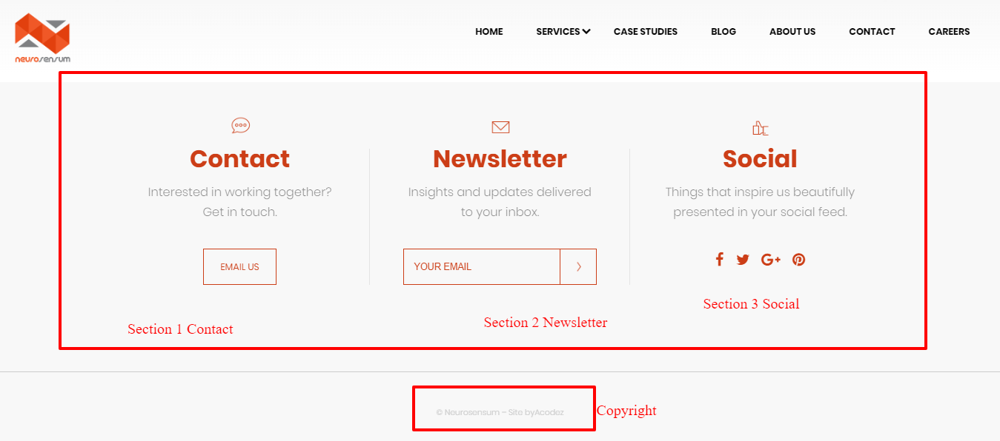 neurosensum
HOME SERVICES CASE STUDIES BLOG ABOUT US CONTACT CAREERS
Contact
Interested in working together?
Get in touch.
EMAIL US
Section 1 Contact
Newsletter
Insights and updates delivered
to your inbox.
YOUR EMAIL
Section 2 Newsletter
Social
Things that inspire us beautifully
presented in your social feed.
Section 3 Social
© Neurosensum – Site byAcodez
Copyright